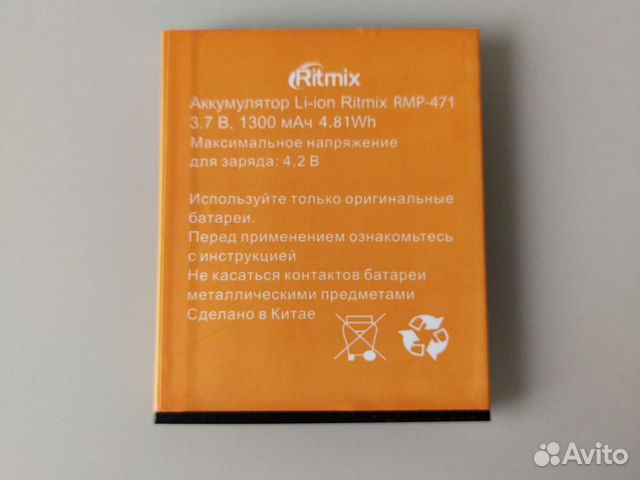 Ritmix
Аккумулятор Li-ion Ritmix RMP-471
3.7 В, 1300 мАч 4.81Wh
Максимальное напряжение
для заряда: 4,2 В
Используйте только оригинальные
батареи.
Перед применением ознакомьтесь
с инструкцией
Не касаться контактов батареи
металлическими предметами
Сделано в Китае
Avito